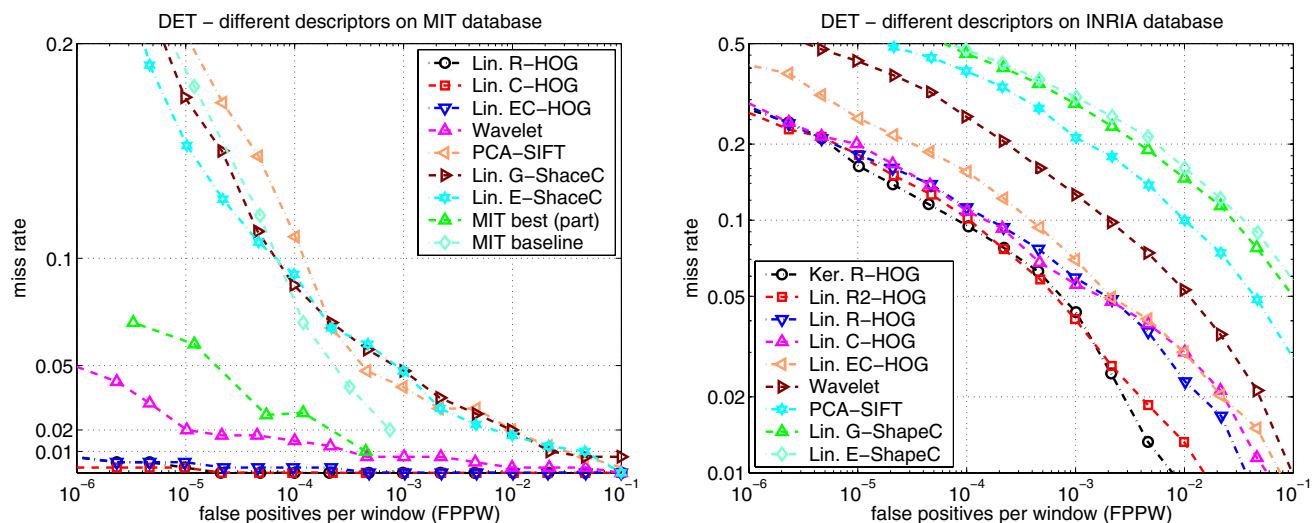 DET – different descriptors on MIT database
0.2
0.1
0.05
0.02
0.01
miss rate
10−6
10−5
10−4
10−3
10−2
10−1
false positives per window (FPPW)
Lin. R−HOG
Lin. C−HOG
Lin. EC−HOG
Wavelet
PCA−SIFT
Lin. G−ShaceC
Lin. E−ShaceC
MIT best (part)
MIT baseline
DET – different descriptors on INRIA database
0.5
0.2
0.1
0.05
0.02
0.01
miss rate
10−6
10−5
10−4
10−3
10−2
10−1
false positives per window (FPPW)
Ker. R−HOG
Lin. R2−HOG
Lin. R−HOG
Lin. C−HOG
Lin. EC−HOG
Wavelet
PCA−SIFT
Lin. G−ShapeC
Lin. E−ShapeC